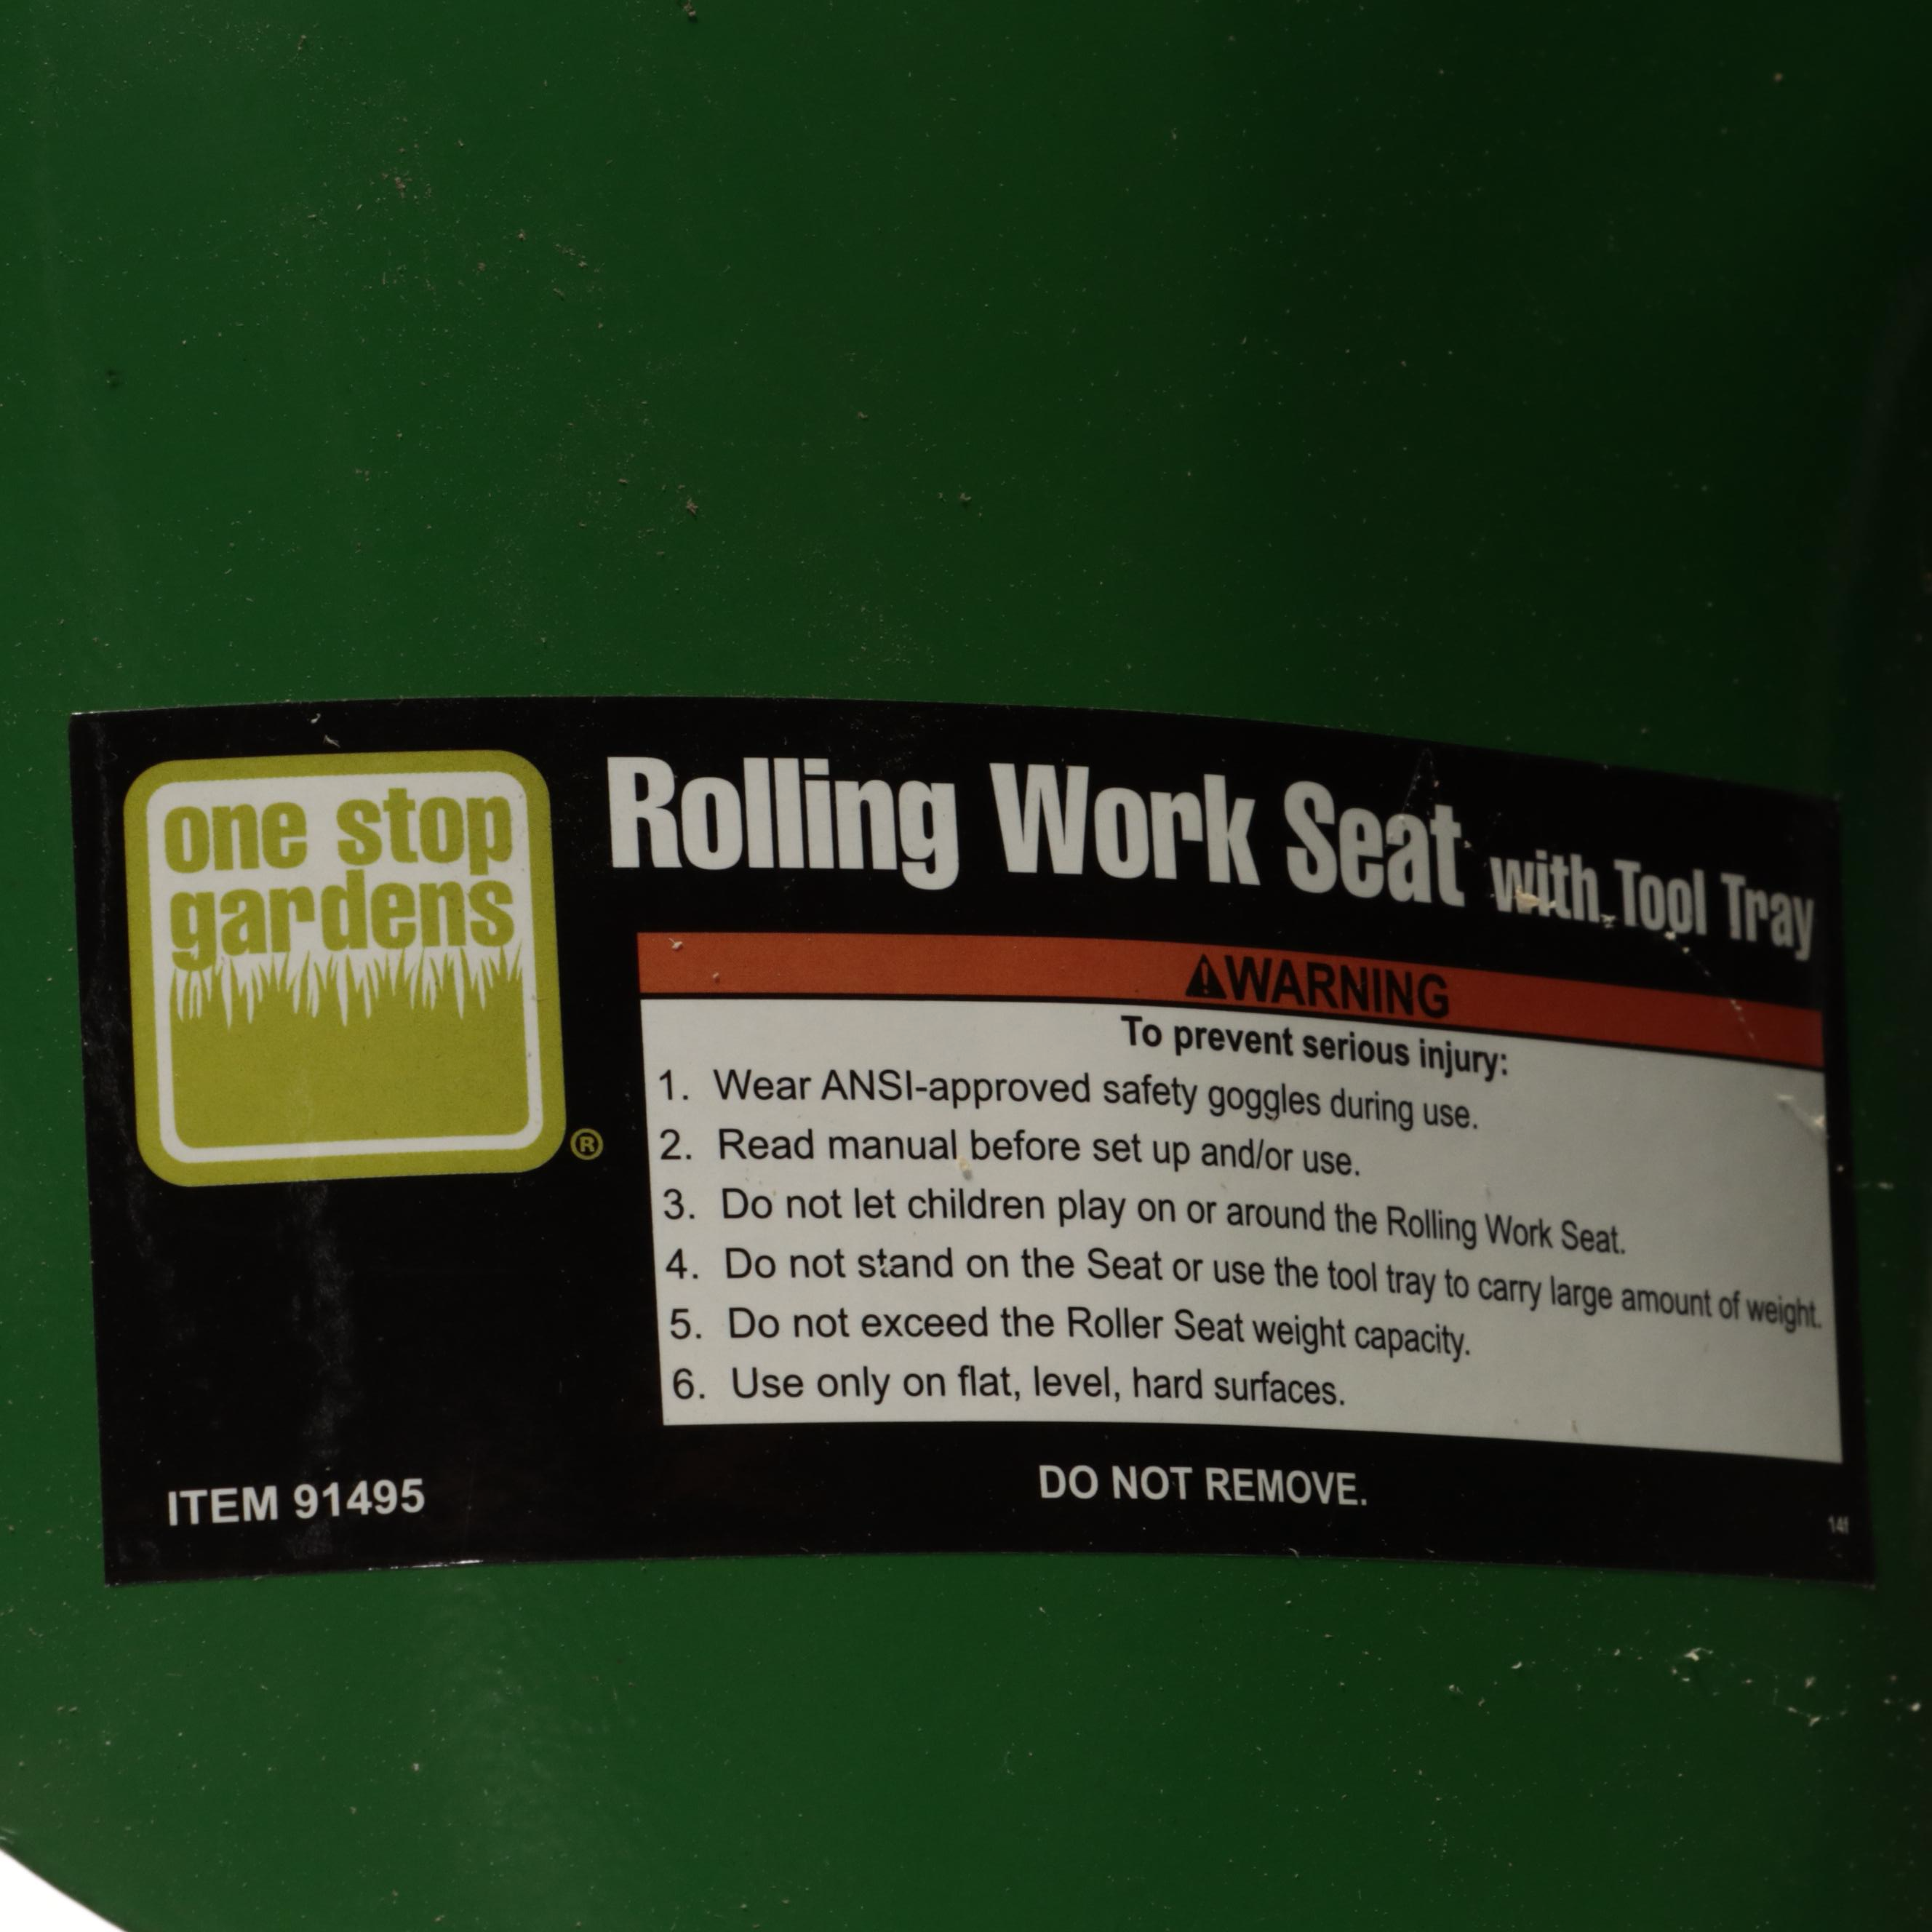 one stop
gardens
®
Rolling Work Seat with Tool Tray
⚠WARNING
To prevent serious injury:
1. Wear ANSI-approved safety goggles during use.
2. Read manual before set up and/or use.
3. Do not let children play on or around the Rolling Work Seat.
4. Do not stand on the Seat or use the tool tray to carry large amount of weight.
5. Do not exceed the Roller Seat weight capacity.
6. Use only on flat, level, hard surfaces.
ITEM 91495
DO NOT REMOVE.